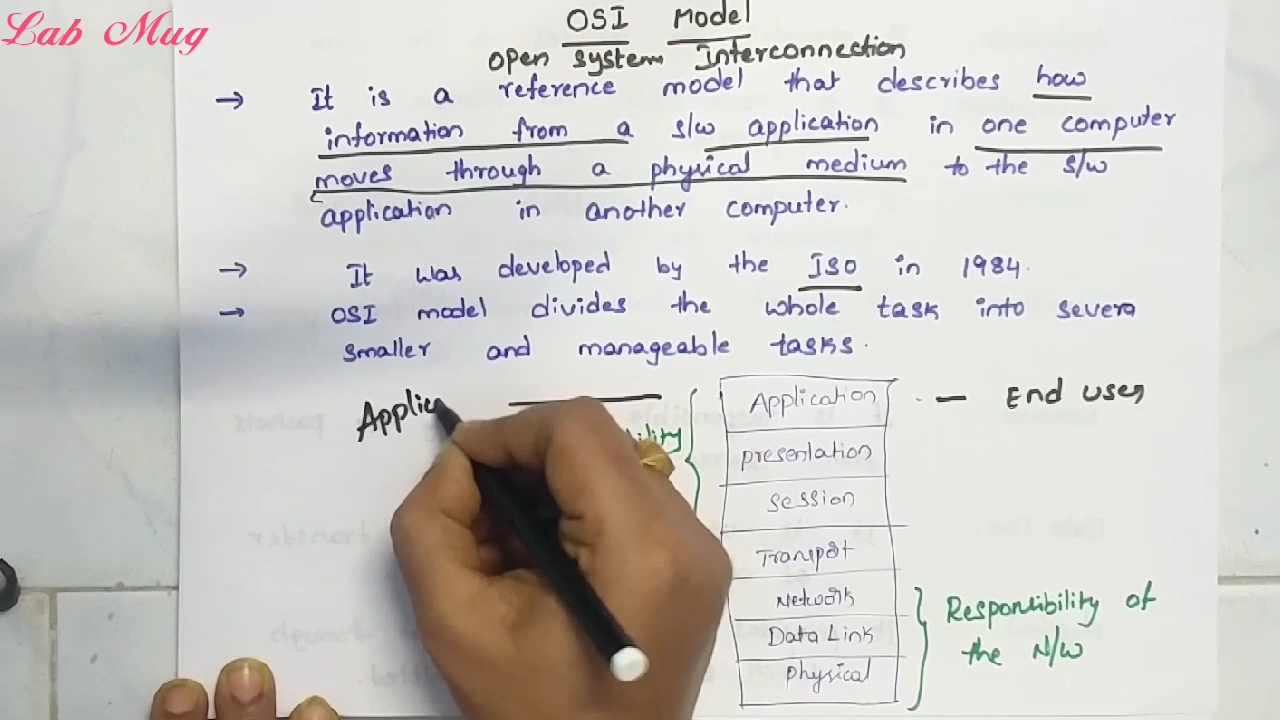 Lab Mug
OSI Model
open system Interconnection
→ It is a reference model that describes how
information from a s/w application in one computer
moves through a physical medium to the s/w
application in another computer.
→ It was developed by the ISO in 1984.
→ OSI model divides the whole task into severa
smaller and manageable tasks.
Applic
Application — End user
presentation
session
Transport
Network
Data Link
physical
Responsibility of
the N/w